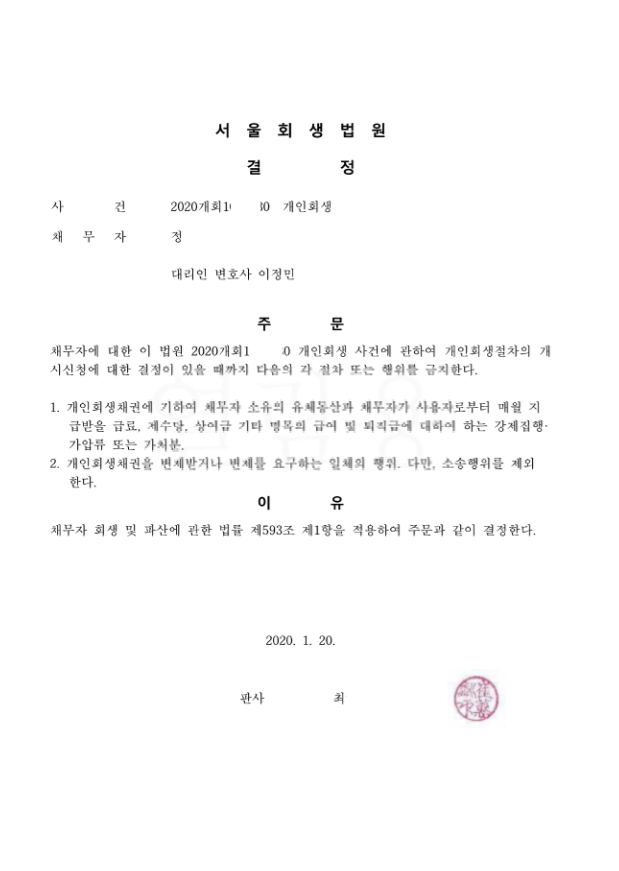 서 울 회 생 법 원
결 정
사 건 2020개회1 0 개인회생
채 무 자 정
대리인 변호사 이정민
주 문
채무자에 대한 이 법원 2020개회1 0 개인회생 사건에 관하여 개인회생절차의 개
시신청에 대한 결정이 있을 때까지 다음의 각 절차 또는 행위를 금지한다.
1. 개인회생채권에 기하여 채무자 소유의 유체동산과 채무자가 사용자로부터 매월 지
급받을 급료, 제수당, 상여금 기타 명목의 급여 및 퇴직금에 대하여 하는 강제집행·
가압류 또는 가처분.
2. 개인회생채권을 변제받거나 변제를 요구하는 일체의 행위. 다만, 소송행위를 제외
한다.
이 유
채무자 회생 및 파산에 관한 법률 제593조 제1항을 적용하여 주문과 같이 결정한다.
2020. 1. 20.
판사 최